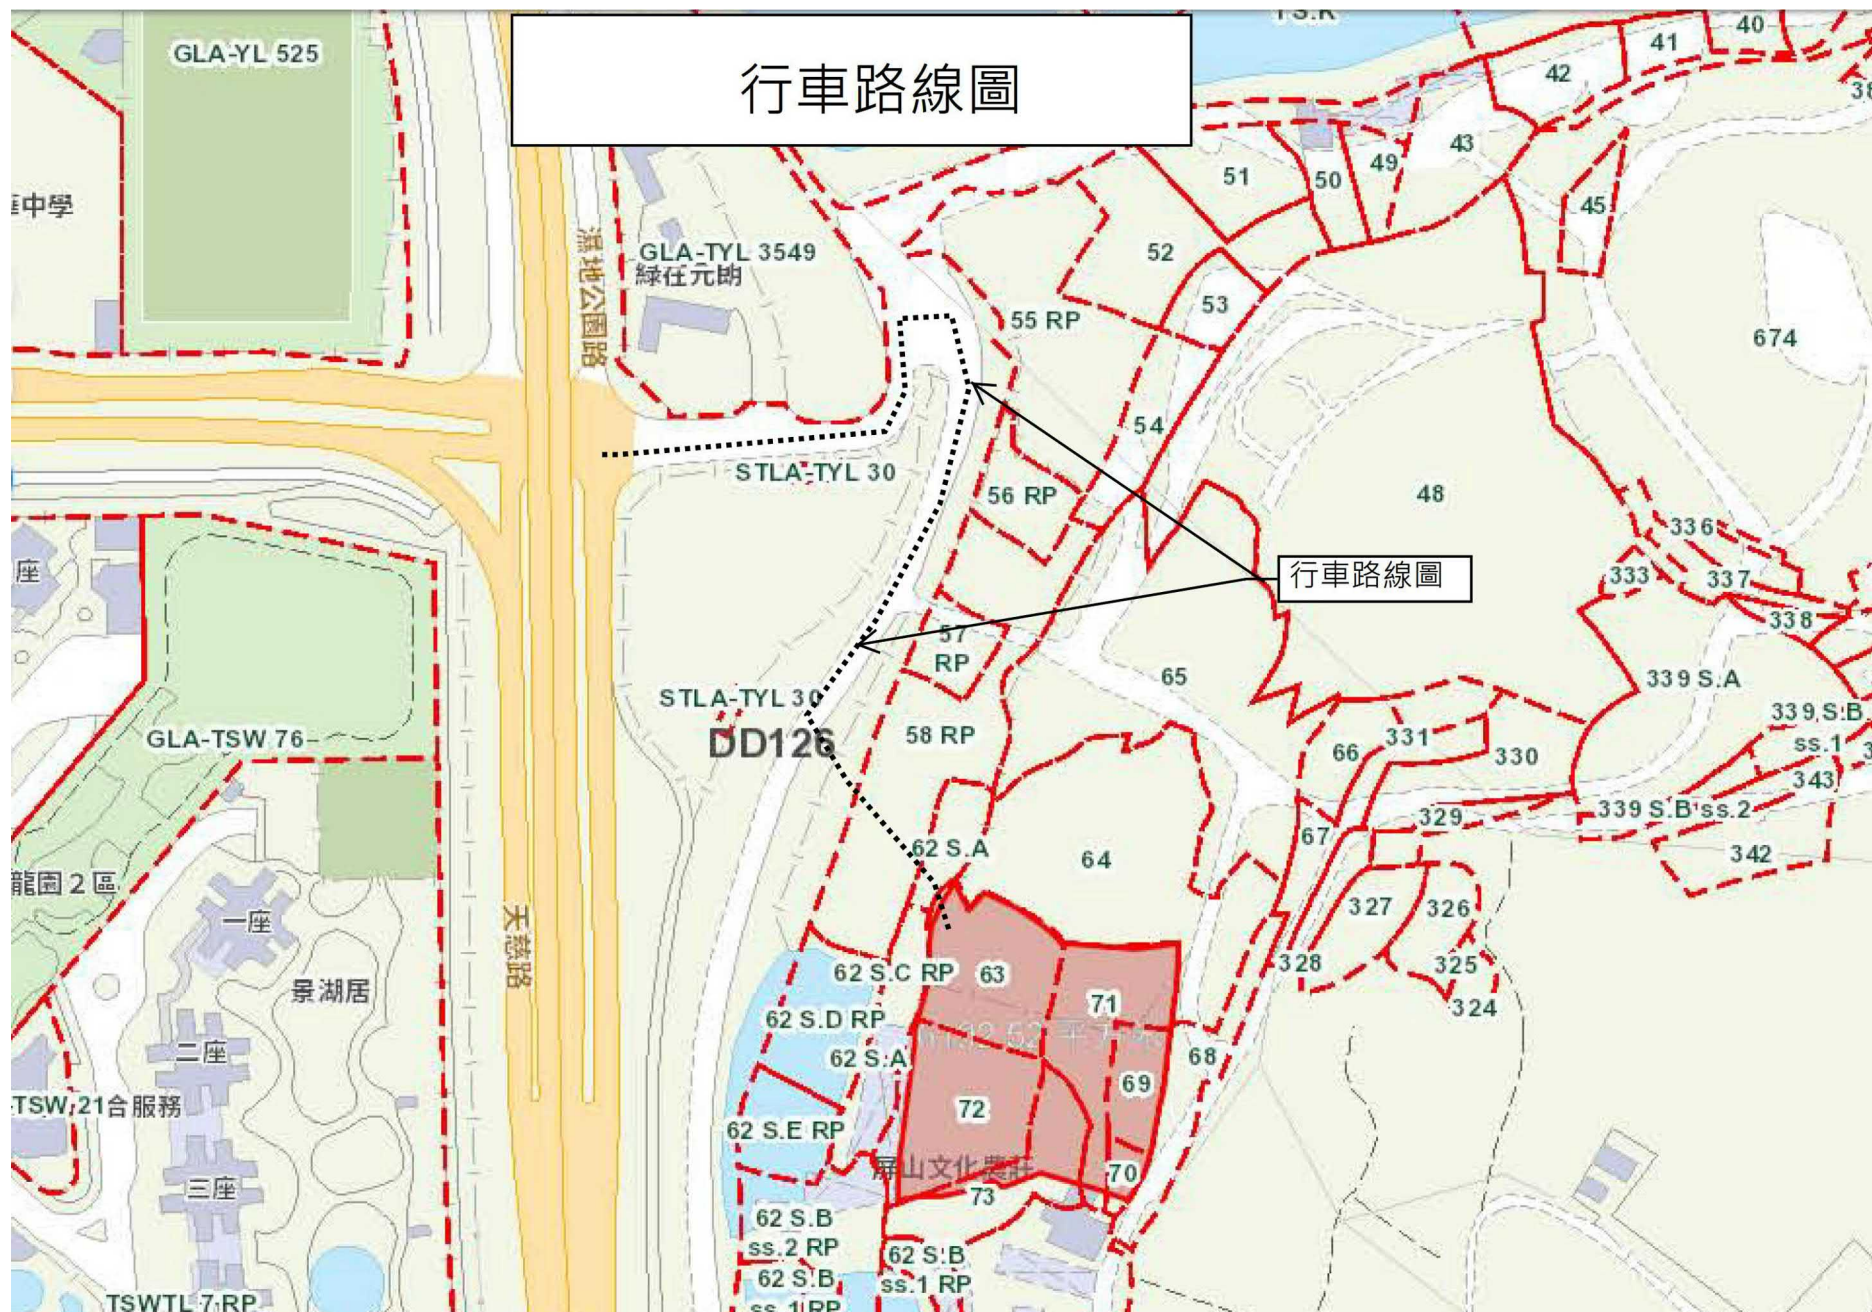 行車路線圖
GLA-YL 525
40
41
42
38
43
49
50
51
45
中學
濕地公園路
GLA-TYL 3549
綠在元朗
52
53
55 RP
674
54
STLA-TYL 30
56 RP
48
336
座
行車路線圖
333
337
338
57
RP
65
339 S.A
STLA-TYL 30
DD126
58 RP
GLA-TSW 76
66
331
330
339 S.B
ss.1
343
339 S.B ss.2
329
67
342
62 S.A
64
龍園2區
一座
天慈路
327
326
328
325
324
62 S.C RP
63
71
景湖居
62 S.D RP
62 S.A
68
二座
69
72
TSW 21
合服務
62 S.E RP
屏山文化農莊
70
73
三座
62 S.B
ss.2 RP
62 S.B
ss.1 RP
62 S.B
ss.1 RP
TSWTL 7 RP